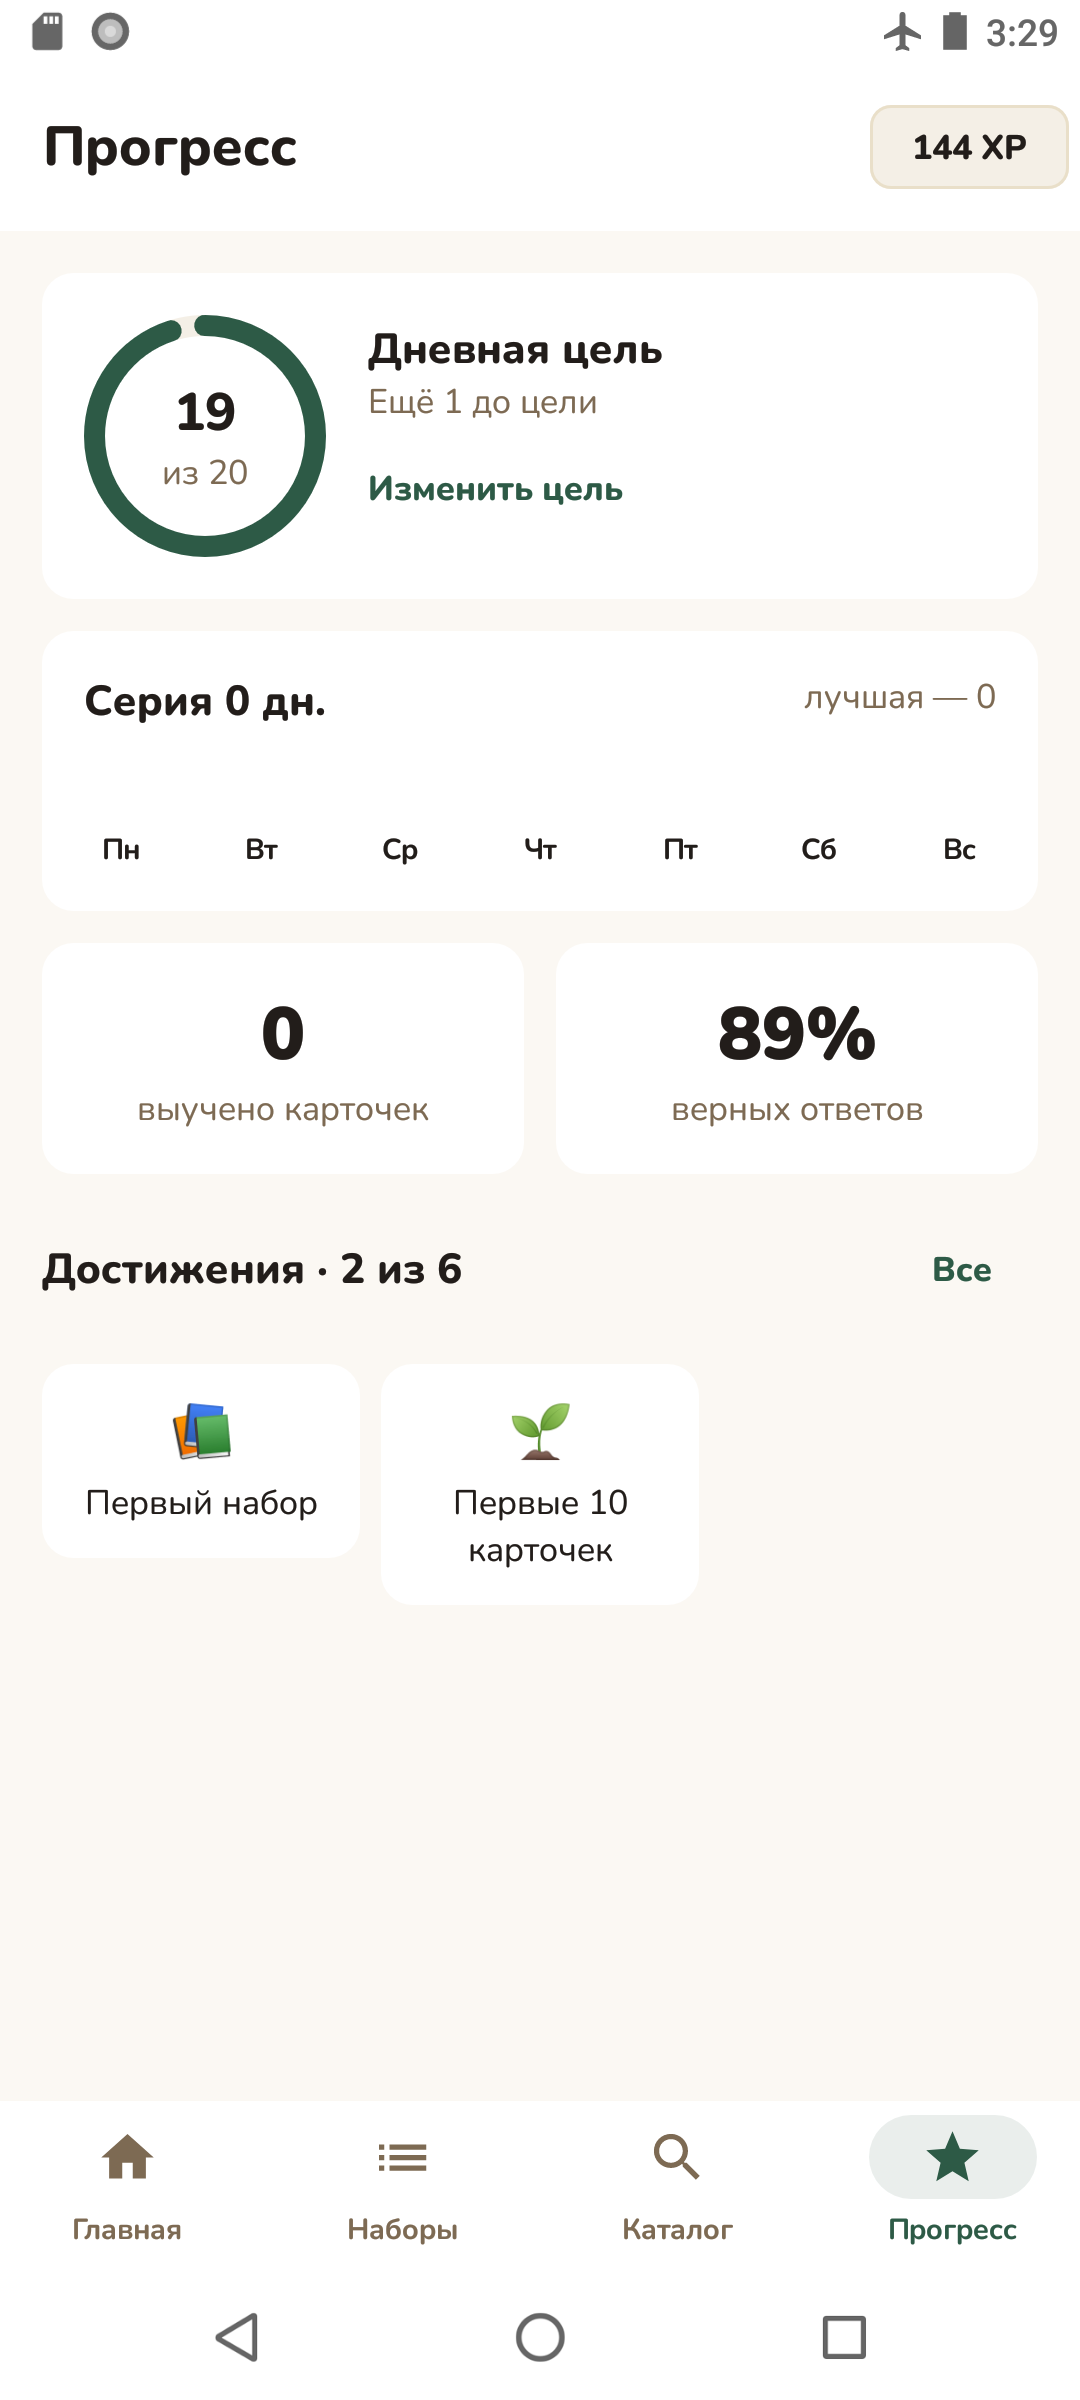 3:29
Прогресс
144 XP
19
из 20
Дневная цель
Ещё 1 до цели
Изменить цель
Серия 0 дн.
лучшая — 0
Пн Вт Ср Чт Пт Сб Вс
0
выучено карточек
89%
верных ответов
Достижения · 2 из 6
Все
Первый набор
Первые 10
карточек
Главная Наборы Каталог Прогресс